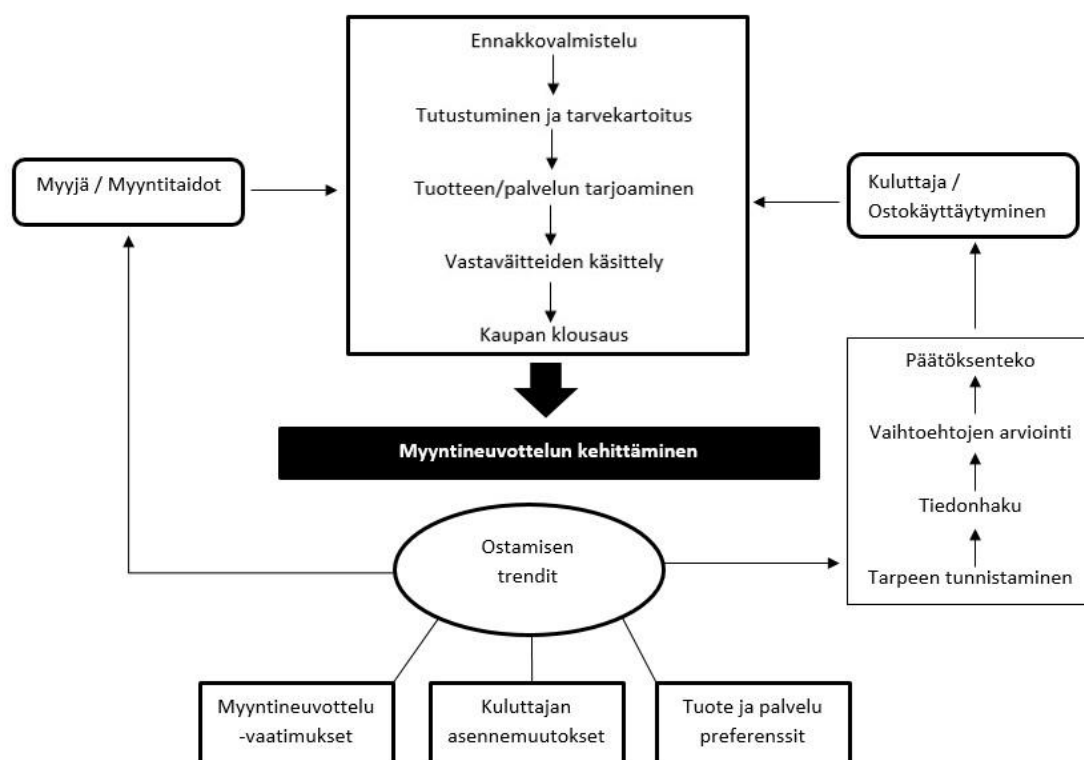 Ennakkovalmistelu
Tutustuminen ja tarvekartoitus
Tuotteen/palvelun tarjoaminen
Vastaväitteiden käsittely
Kaupan klousaus
Myyjä / Myyntitaidot
Kuluttaja /
Ostokäyttäytyminen
Myyntineuvottelun kehittäminen
Päätöksenteko
Vaihtoehtojen arviointi
Tiedonhaku
Tarpeen tunnistaminen
Ostamisen
trendit
Myyntineuvottelu
-vaatimukset
Kuluttajan
asennemuutokset
Tuote ja palvelu
preferenssit